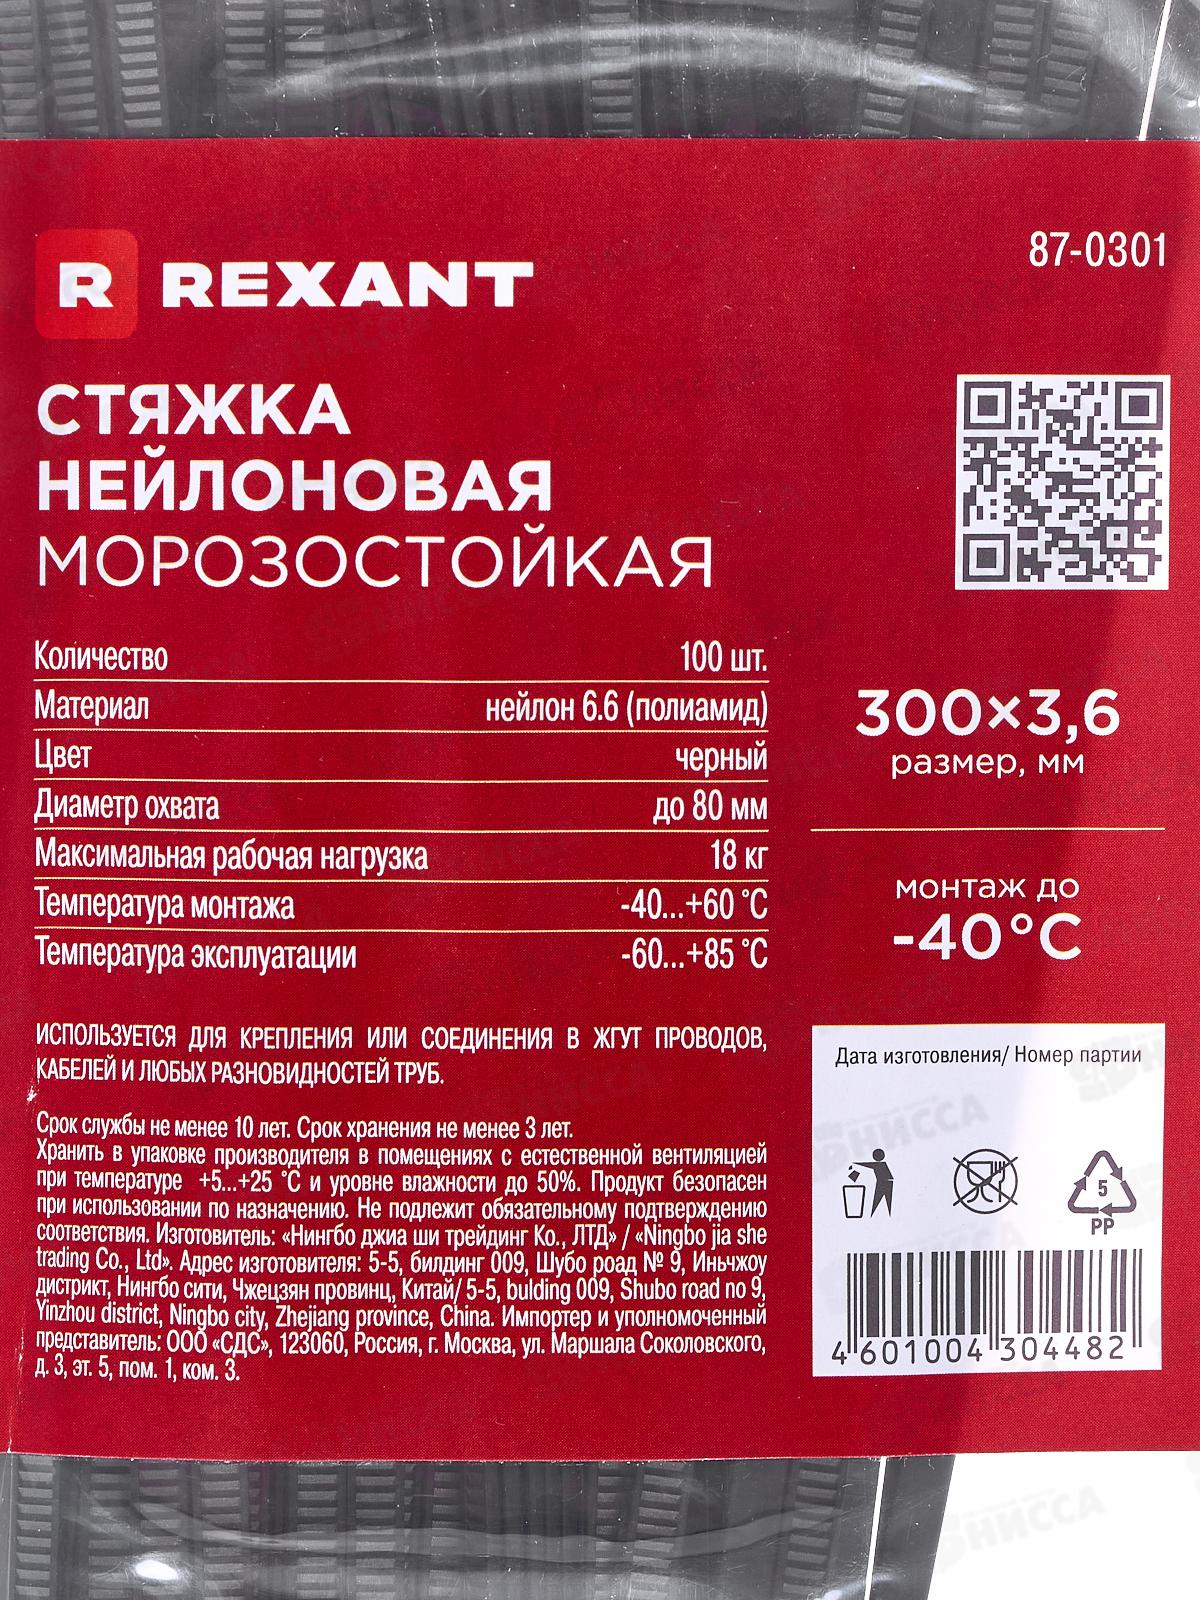 87-0301
R REXANT
СТЯЖКА
НЕЙЛОНОВАЯ
МОРОЗОСТОЙКАЯ
Количество 100 шт.
Материал нейлон 6.6 (полиамид)
Цвет черный
Диаметр охвата до 80 мм
Максимальная рабочая нагрузка 18 кг
Температура монтажа -40...+60 °C
Температура эксплуатации -60...+85 °C
300×3,6
размер, мм
монтаж до
-40°C
ИСПОЛЬЗУЕТСЯ ДЛЯ КРЕПЛЕНИЯ ИЛИ СОЕДИНЕНИЯ В ЖГУТ ПРОВОДОВ,
КАБЕЛЕЙ И ЛЮБЫХ РАЗНОВИДНОСТЕЙ ТРУБ.
Срок службы не менее 10 лет. Срок хранения не менее 3 лет.
Хранить в упаковке производителя в помещениях с естественной вентиляцией
при температуре +5...+25 °C и уровне влажности до 50%. Продукт безопасен
при использовании по назначению. Не подлежит обязательному подтверждению
соответствия. Изготовитель: «Нингбо джиа ши трейдинг Ко., ЛТД» / «Ningbo jia she
trading Co., Ltd». Адрес изготовителя: 5-5, билдинг 009, Шубо роад № 9, Иньчжоу
дистрикт, Нингбо сити, Чжецзян провинц, Китай/ 5-5, bulding 009, Shubo road no 9,
Yinzhou district, Ningbo city, Zhejiang province, China. Импортер и уполномоченный
представитель: ООО «СДС», 123060, Россия, г. Москва, ул. Маршала Соколовского,
д. 3, эт. 5, пом. 1, ком. 3.
Дата изготовления/ Номер партии
5
PP
4 601004 304482
ВНИССА